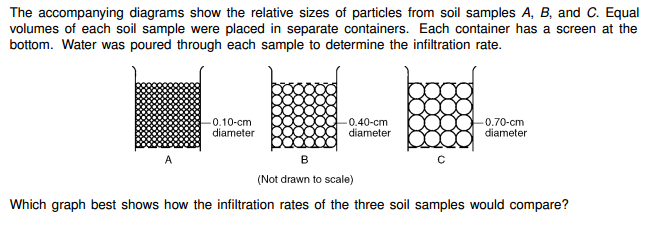 The accompanying diagrams show the relative sizes of particles from soil samples A, B, and C. Equal
volumes of each soil sample were placed in separate containers. Each container has a screen at the
bottom. Water was poured through each sample to determine the infiltration rate.
0.10-cm
diameter
0.40-cm
diameter
0.70-cm
diameter
A
B
C
(Not drawn to scale)
Which graph best shows how the infiltration rates of the three soil samples would compare?